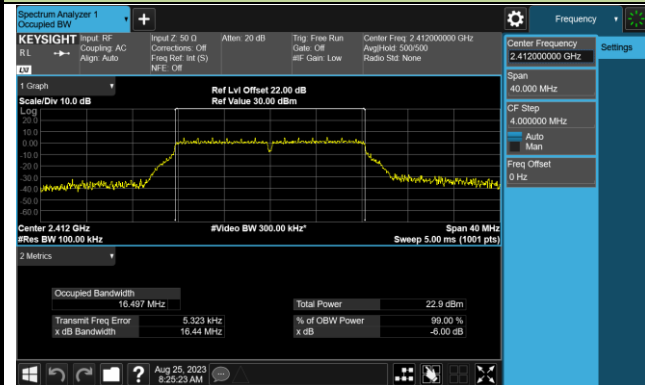 Spectrum Analyzer 1
Occupied BW
Frequency
KEYSIGHT
RL
LXI
Input: RF
Coupling: AC
Align: Auto
Input Z: 50 Ω
Corrections: Off
Freq Ref: Int (S)
NFE: Off
Atten: 20 dB
Trig: Free Run
Gate: Off
#IF Gain: Low
Center Freq: 2.412000000 GHz
Avg|Hold: 500/500
Radio Std: None
Center Frequency
2.412000000 GHz
Settings
Span
40.000 MHz
CF Step
4.000000 MHz
Auto
Man
Freq Offset
0 Hz
1 Graph
Scale/Div 10.0 dB
Ref Lvl Offset 22.00 dB
Ref Value 30.00 dBm
Log
20.0
10.0
0.00
-10.0
-20.0
-30.0
-40.0
-50.0
-60.0
Center 2.412 GHz
#Res BW 100.00 kHz
#Video BW 300.00 kHz*
Span 40 MHz
Sweep 5.00 ms (1001 pts)
2 Metrics
Occupied Bandwidth
16.497 MHz
Total Power 22.9 dBm
Transmit Freq Error 5.323 kHz
% of OBW Power 99.00 %
x dB Bandwidth 16.44 MHz
x dB -6.00 dB
Aug 25, 2023
8:25:23 AM